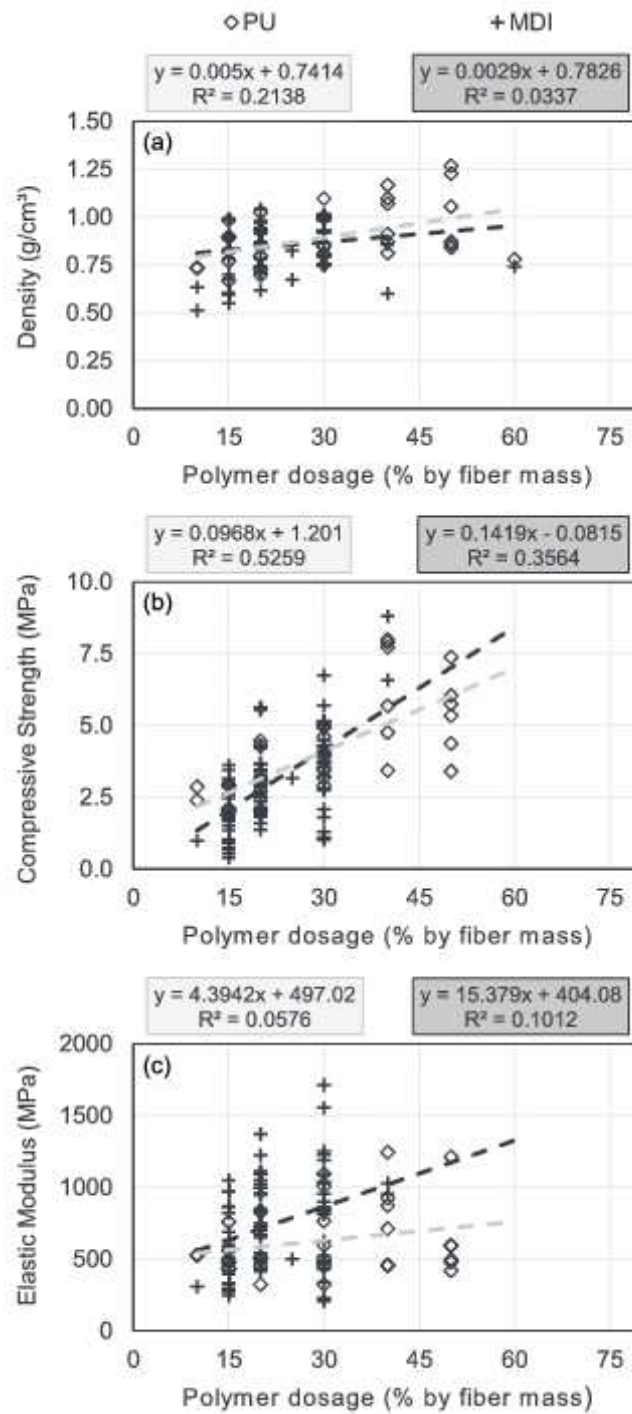 PU MDI
y = 0.005x + 0.7414 y = 0.0029x + 0.7826
R² = 0.2138 R² = 0.0337
(a)
Density (g/cm³)
1.50
1.25
1.00
0.75
0.50
0.25
0.00
0 15 30 45 60 75
Polymer dosage (% by fiber mass)
y = 0.0968x + 1.201 y = 0.1419x - 0.0815
R² = 0.5259 R² = 0.3564
(b)
Compressive Strength (MPa)
10.0
7.5
5.0
2.5
0.0
0 15 30 45 60 75
Polymer dosage (% by fiber mass)
y = 4.3942x + 497.02 y = 15.379x + 404.08
R² = 0.0576 R² = 0.1012
(c)
Elastic Modulus (MPa)
2000
1500
1000
500
0
0 15 30 45 60 75
Polymer dosage (% by fiber mass)